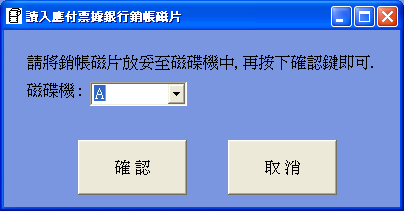 讀入應付票據銀行銷帳磁片
請將銷帳磁片放妥至磁碟機中,再按下確認鍵即可.
磁碟機: A
確認 取消